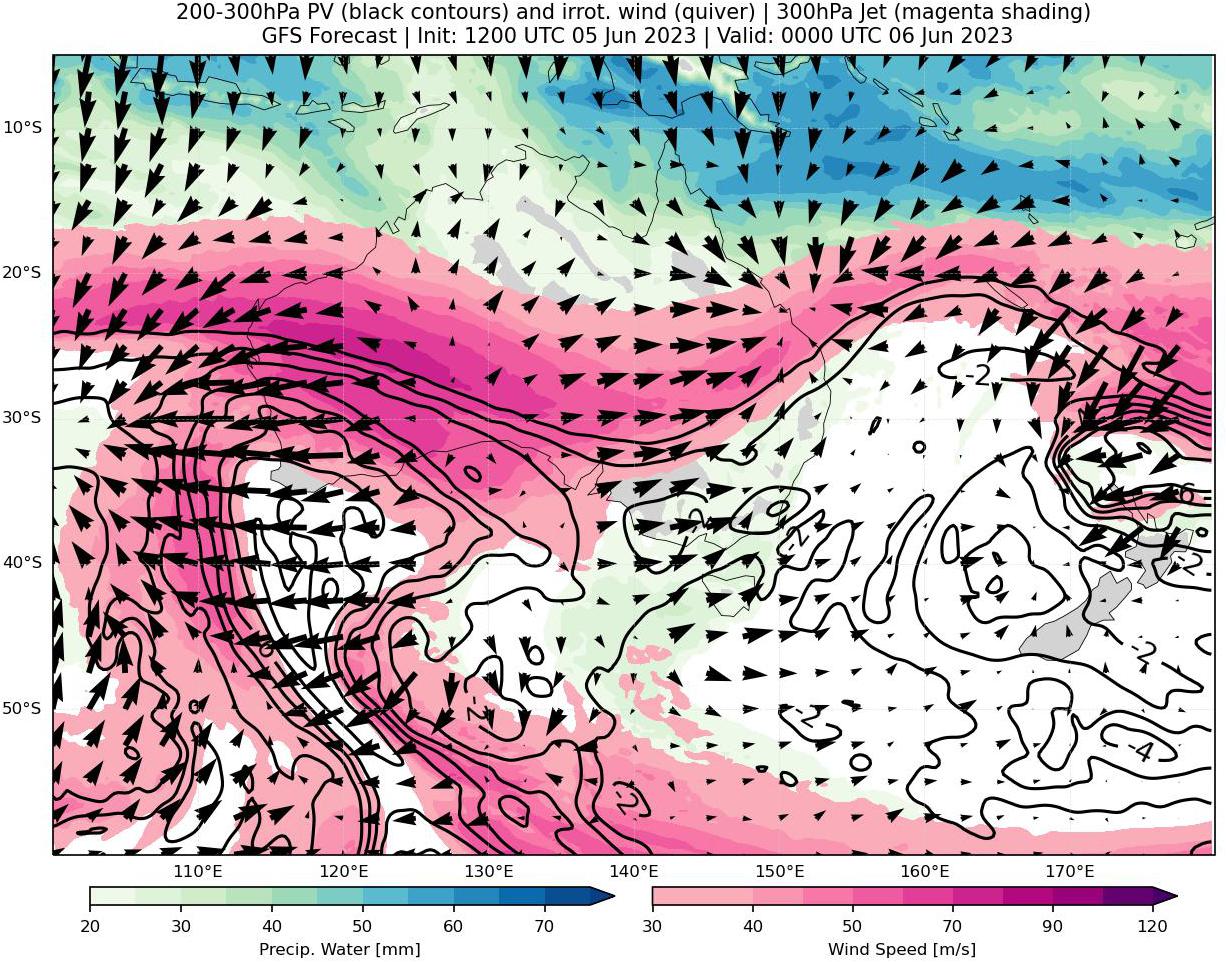 200-300hPa PV (black contours) and irrot. wind (quiver) | 300hPa Jet (magenta shading)
GFS Forecast | Init: 1200 UTC 05 Jun 2023 | Valid: 0000 UTC 06 Jun 2023
10°S
20°S
-2
30°S
-2
40°S
-2
-2
50°S
-2
-2
-4
-2
110°E 120°E 130°E 140°E 150°E 160°E 170°E
20 30 40 50 60 70
30 40 50 70 90 120
Precip. Water [mm]
Wind Speed [m/s]